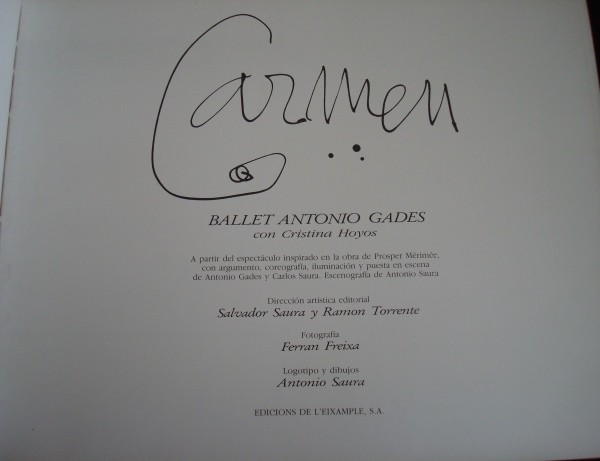 Carmen
BALLET ANTONIO GADES
con Cristina Hoyos
A partir del espectáculo inspirado en la obra de Prosper Mérimèe,
con argumento, coreografía, iluminación y puesta en escena
de Antonio Gades y Carlos Saura. Escenografía de Antonio Saura
Dirección artística editorial
Salvador Saura y Ramon Torrente
Fotografía
Ferran Freixa
Logotipo y dibujos
Antonio Saura
EDICIONS DE L'EIXAMPLE, S.A.